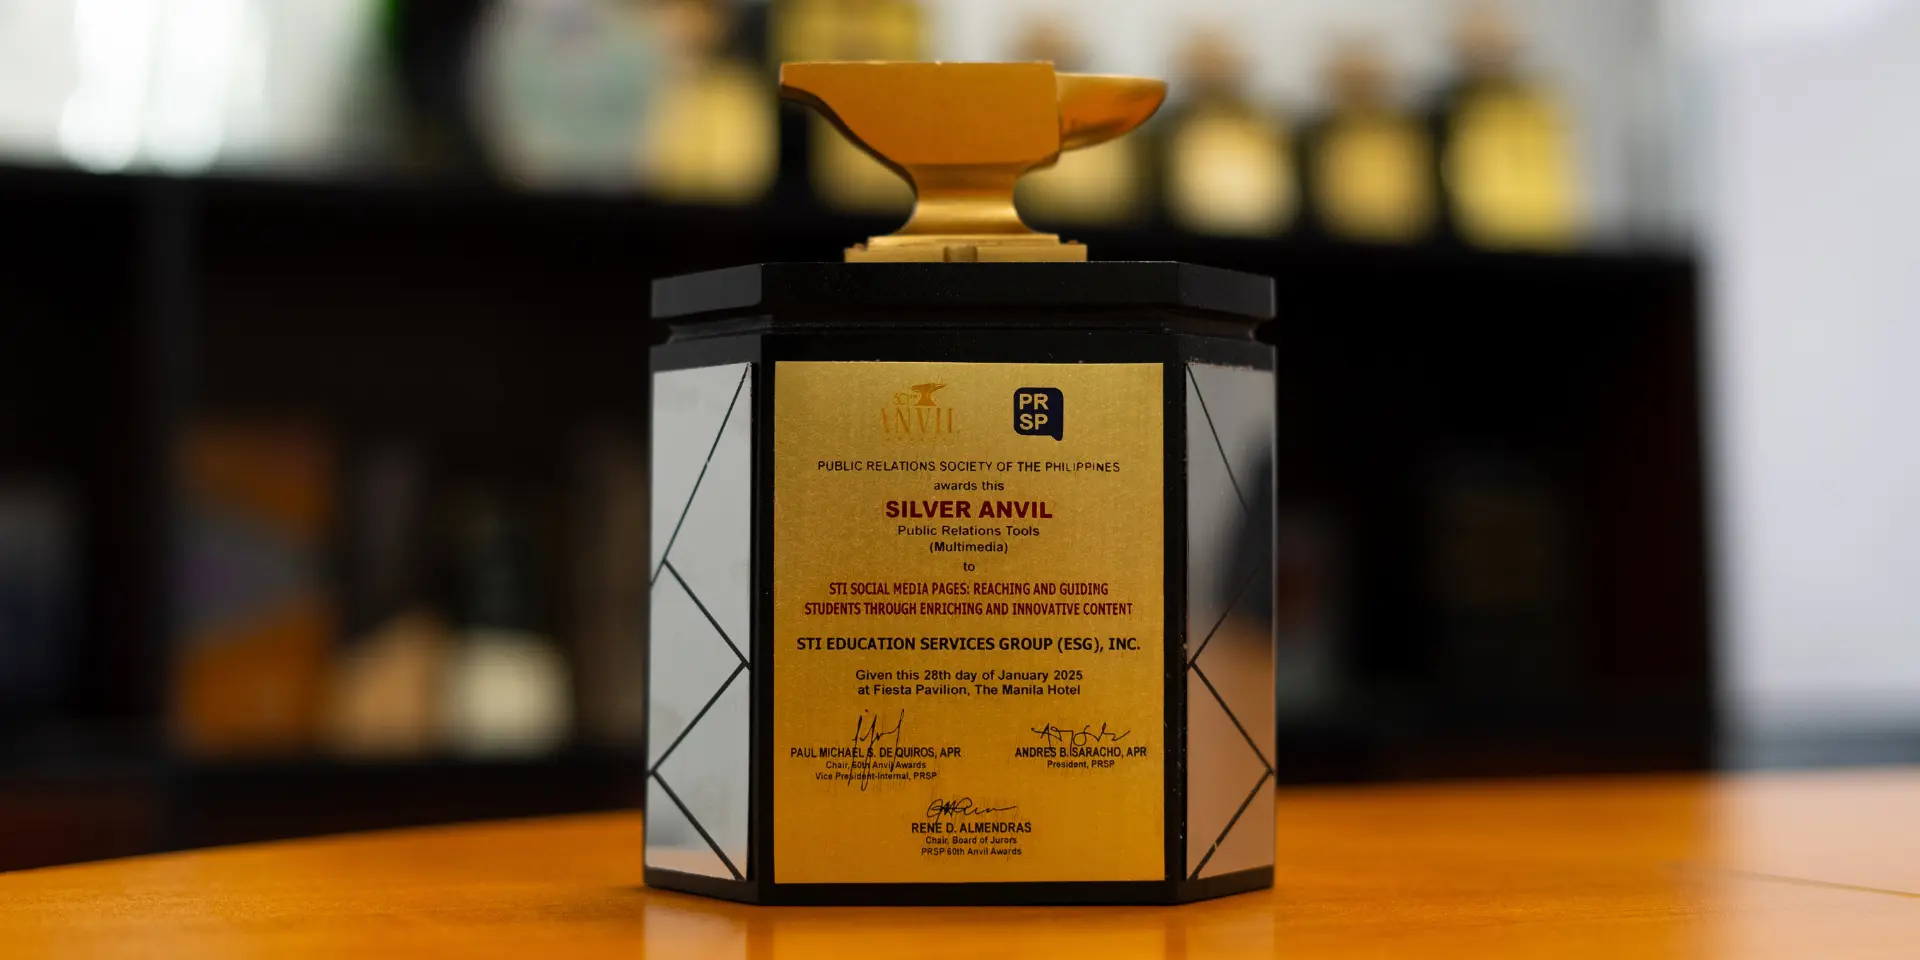 60TH
ANVIL
PR
SP
PUBLIC RELATIONS SOCIETY OF THE PHILIPPINES
awards this
SILVER ANVIL
Public Relations Tools
(Multimedia)
to
STI SOCIAL MEDIA PAGES: REACHING AND GUIDING
STUDENTS THROUGH ENRICHING AND INNOVATIVE CONTENT
STI EDUCATION SERVICES GROUP (ESG), INC.
Given this 28th day of January 2025
at Fiesta Pavilion, The Manila Hotel
PAUL MICHAEL S. DE QUIROS, APR
Chair, 60th Anvil Awards
Vice President-Internal, PRSP
ANDRES B. SARACHO, APR
President, PRSP
RENE D. ALMENDRAS
Chair, Board of Jurors
PRSP 60th Anvil Awards